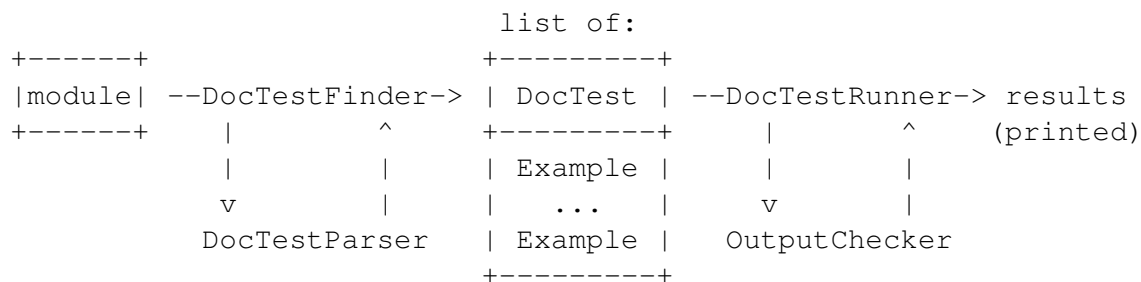 list of:
+------+                   +---------+
|module| --DocTestFinder-> | DocTest | --DocTestRunner-> results
+------+    |        ^     +---------+     |       ^    (printed)
            |        |     | Example |     |       |
            v        |     |   ...   |     v       |
           DocTestParser   | Example |   OutputChecker
                           +---------+